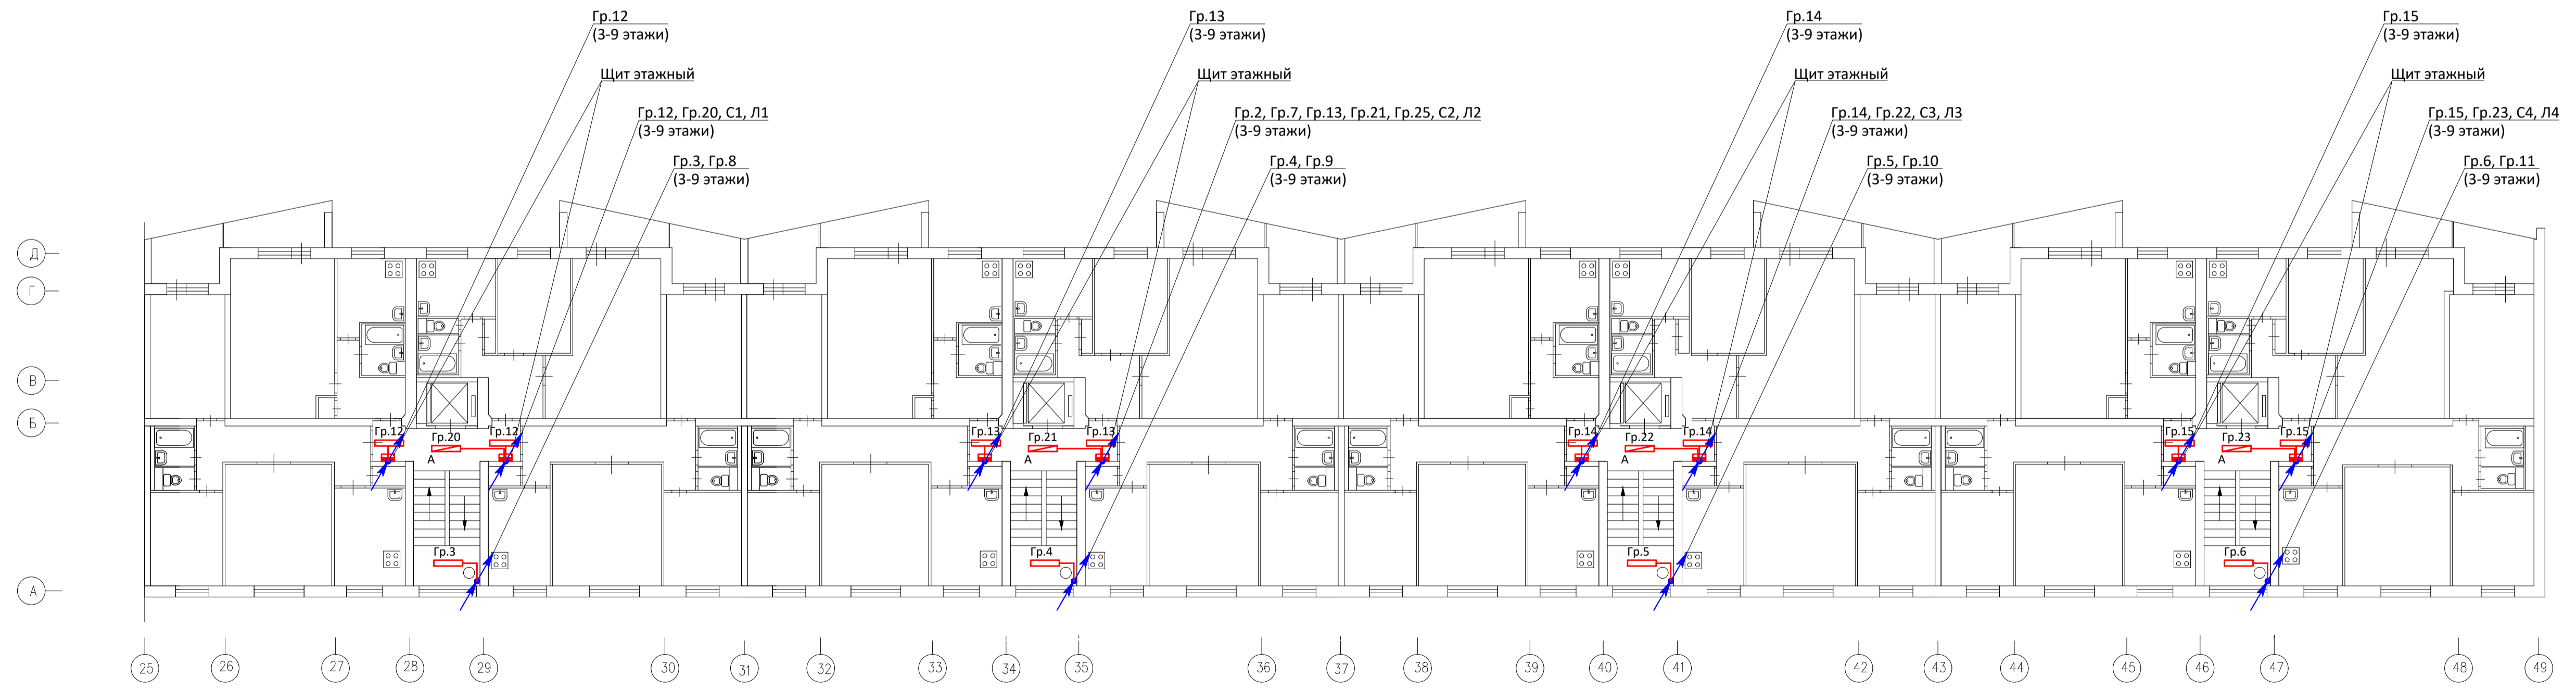 Гр.12
(3-9 этажи)
Щит этажный
Гр.12, Гр.20, С1, Л1
(3-9 этажи)
Гр.3, Гр.8
(3-9 этажи)
Гр.13
(3-9 этажи)
Щит этажный
Гр.2, Гр.7, Гр.13, Гр.21, Гр.25, С2, Л2
(3-9 этажи)
Гр.4, Гр.9
(3-9 этажи)
Гр.14
(3-9 этажи)
Щит этажный
Гр.14, Гр.22, С3, Л3
(3-9 этажи)
Гр.5, Гр.10
(3-9 этажи)
Гр.15
(3-9 этажи)
Щит этажный
Гр.15, Гр.23, С4, Л4
(3-9 этажи)
Гр.6, Гр.11
(3-9 этажи)
Д
Г
В
Б
А
Гр.12
Гр.20
Гр.12
А
Гр.3
Гр.13
Гр.21
Гр.13
А
Гр.4
Гр.14
Гр.22
Гр.14
А
Гр.5
Гр.15
Гр.23
Гр.15
А
Гр.6
25
26
27
28
29
30
31
32
33
34
35
36
37
38
39
40
41
42
43
44
45
46
47
48
49